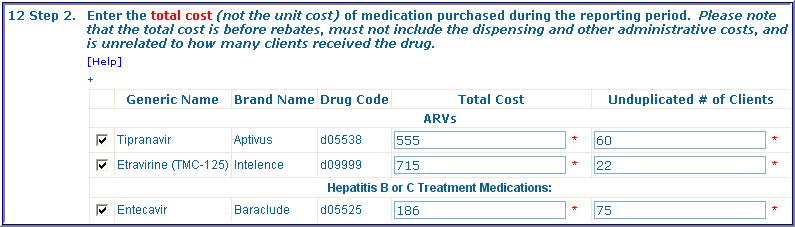 12 Step 2. Enter the total cost (not the unit cost) of medication purchased during the reporting period. Please note
that the total cost is before rebates, must not include the dispensing and other administrative costs, and
is unrelated to how many clients received the drug.
[Help]
+
Generic Name Brand Name Drug Code Total Cost Unduplicated # of Clients
ARVs
Tipranavir Aptivus d05538 555 * 60 *
Etravirine (TMC-125) Intelence d09999 715 * 22 *
Hepatitis B or C Treatment Medications:
Entecavir Baraclude d05525 186 * 75 *